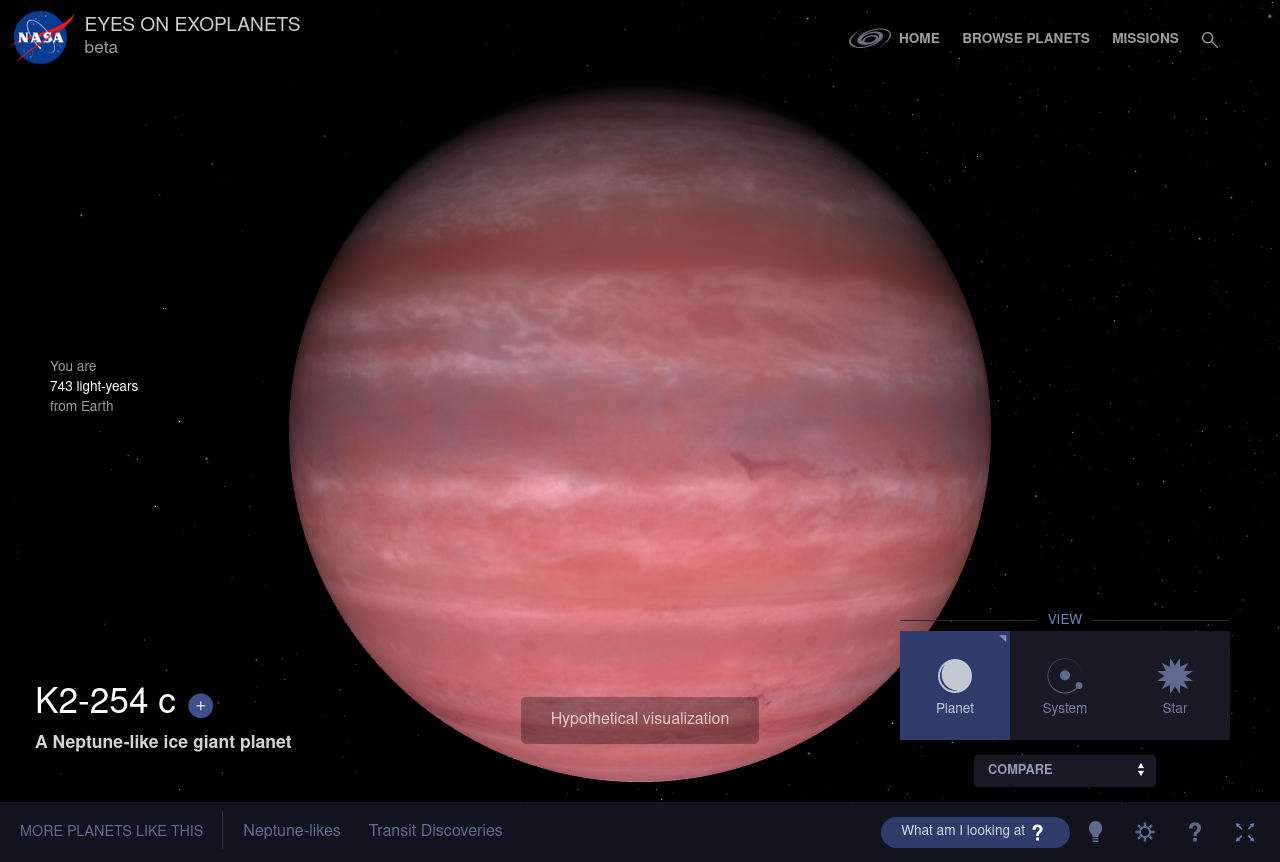 NASA
EYES ON EXOPLANETS
beta
HOME
BROWSE PLANETS
MISSIONS
You are
743 light-years
from Earth
VIEW
Planet
System
Star
K2-254 c +
A Neptune-like ice giant planet
Hypothetical visualization
COMPARE
MORE PLANETS LIKE THIS
Neptune-likes
Transit Discoveries
What am I looking at ?
?